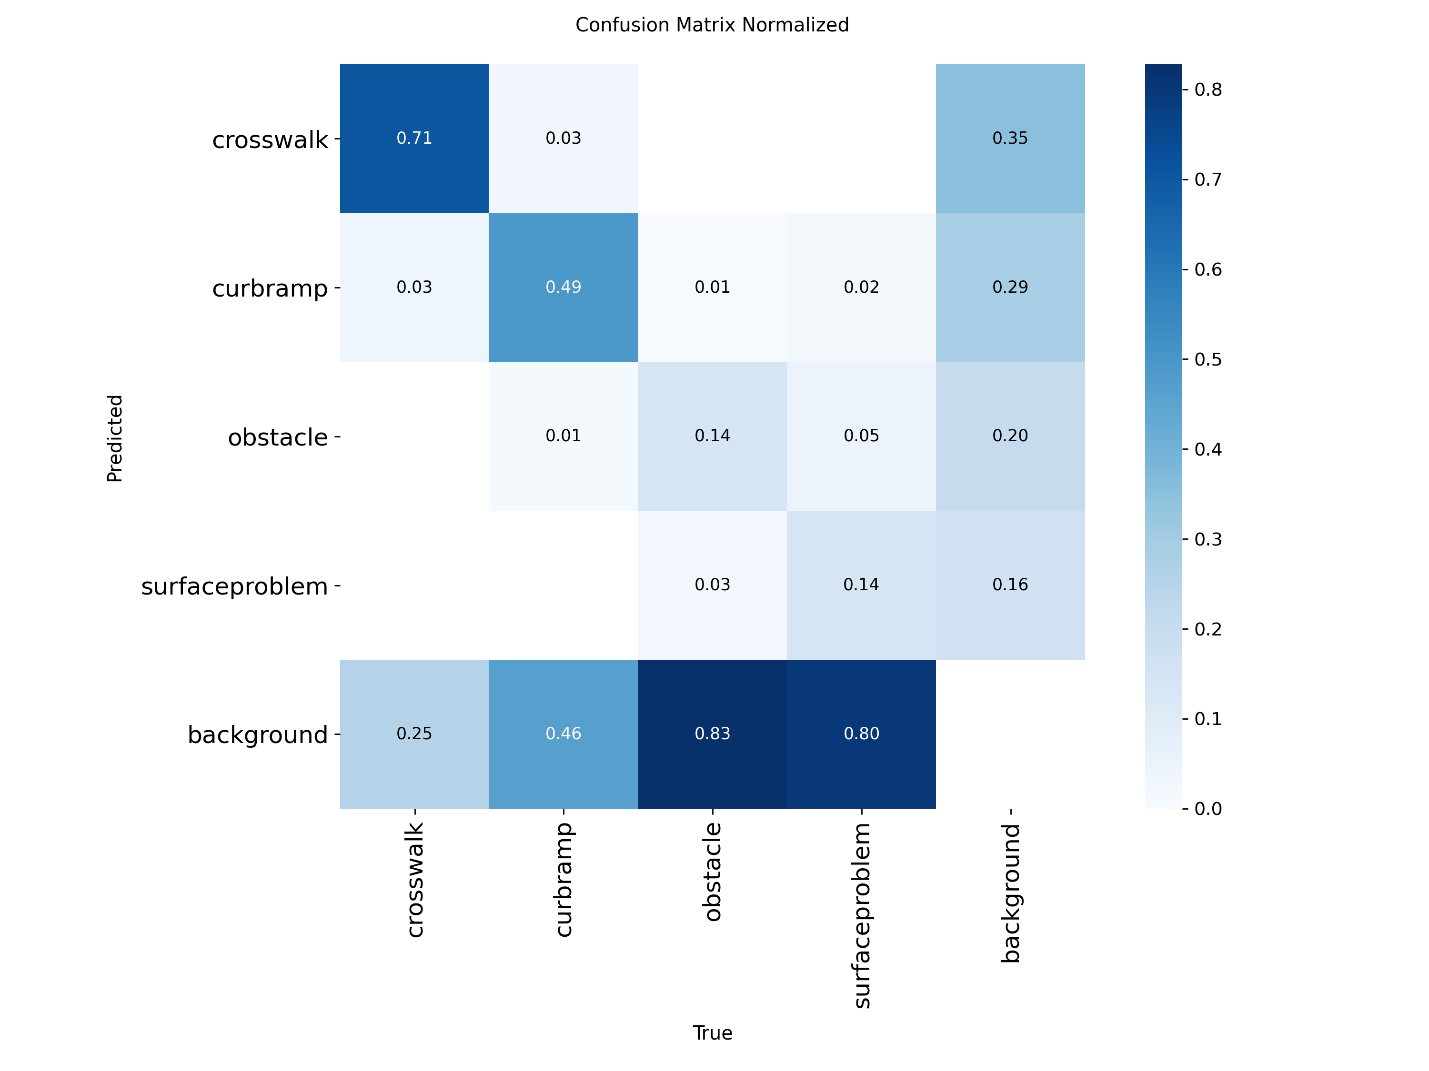 Confusion Matrix Normalized
crosswalk
0.71
0.03
0.35
curbramp
0.03
0.49
0.01
0.02
0.29
obstacle
0.01
0.14
0.05
0.20
surfaceproblem
0.03
0.14
0.16
background
0.25
0.46
0.83
0.80
Predicted
crosswalk
curbramp
obstacle
surfaceproblem
background
True
0.8
0.7
0.6
0.5
0.4
0.3
0.2
0.1
0.0